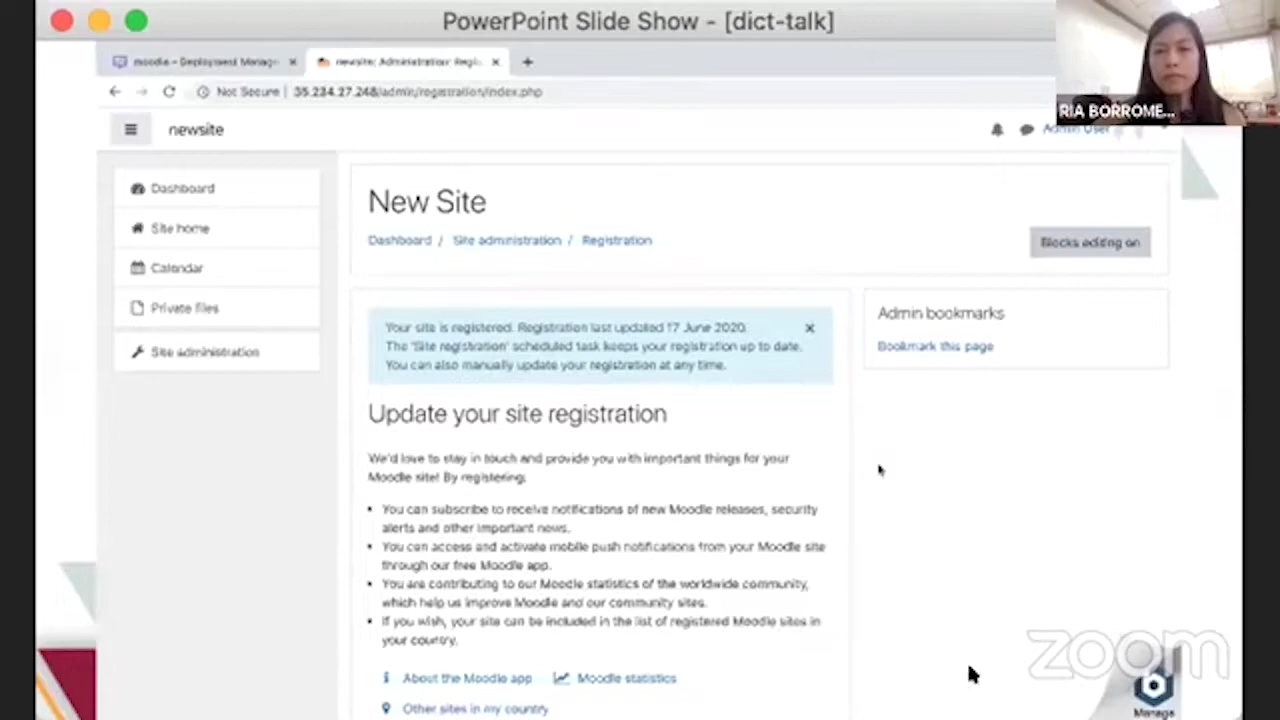 PowerPoint Slide Show - [dict-talk]
moodle - Deployment Manag
newsite: Administration: Regis
Not Secure | 35.234.27.248/admin/registration/index.php
RIA BORROME...
newsite
Admin User
Dashboard
Site home
Calendar
Private files
Site administration
New Site
Dashboard / Site administration / Registration
Blocks editing on
Your site is registered. Registration last updated 17 June 2020.
The 'Site registration' scheduled task keeps your registration up to date.
You can also manually update your registration at any time.
Admin bookmarks
Bookmark this page
Update your site registration
We'd love to stay in touch and provide you with important things for your
Moodle site! By registering:
You can subscribe to receive notifications of new Moodle releases, security
alerts and other important news.
You can access and activate mobile push notifications from your Moodle site
through our free Moodle app.
You are contributing to our Moodle statistics of the worldwide community,
which help us improve Moodle and our community sites.
If you wish, your site can be included in the list of registered Moodle sites in
your country.
About the Moodle app
Moodle statistics
Other sites in my country
zoom
Manage